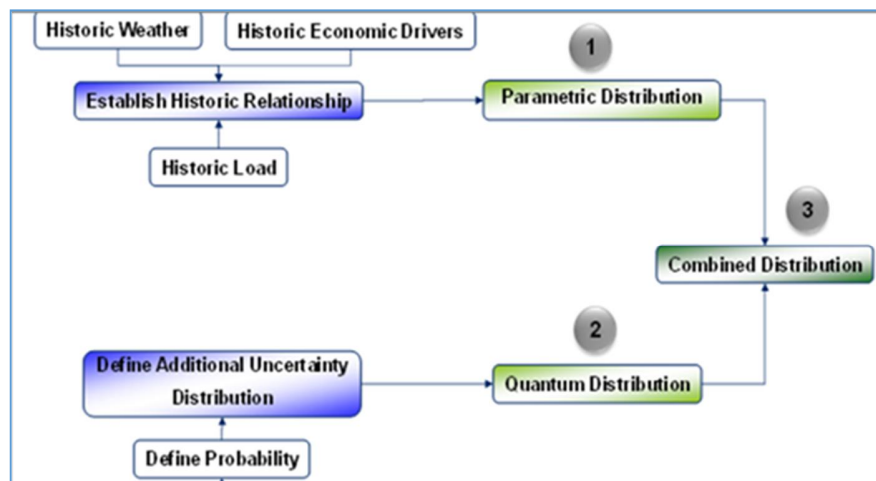 Historic Weather
Historic Economic Drivers
1
Establish Historic Relationship
Parametric Distribution
Historic Load
3
Combined Distribution
2
Define Additional Uncertainty
Distribution
Quantum Distribution
Define Probability